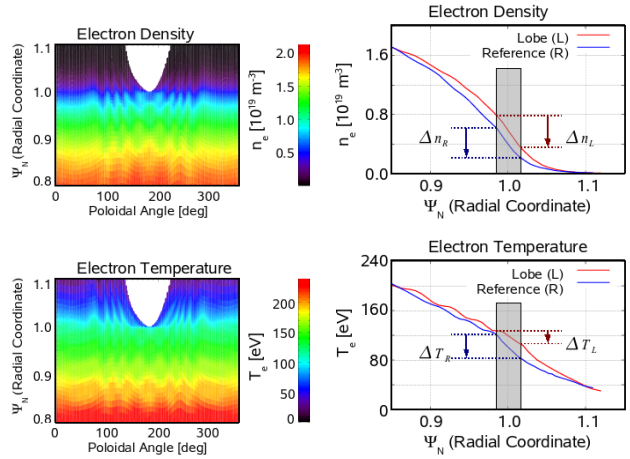 Electron Density
1.1
1.0
0.9
0.8
Ψ_N (Radial Coordinate)
0 100 200 300
Poloidal Angle [deg]
2.0
1.5
1.0
0.5
n_e [10^19 m^-3]
Electron Density
Lobe (L)
Reference (R)
1.6
0.8
0.0
n_e [10^19 m^3]
Δn_R
Δn_L
0.9 1.0 1.1
Ψ_N (Radial Coordinate)
Electron Temperature
1.1
1.0
0.9
0.8
Ψ_N (Radial Coordinate)
0 100 200 300
Poloidal Angle [deg]
200
150
100
50
0
T_e [eV]
Electron Temperature
Lobe (L)
Reference (R)
240
160
80
0
T_e [eV]
ΔT_R
ΔT_L
0.9 1.0 1.1
Ψ_N (Radial Coordinate)